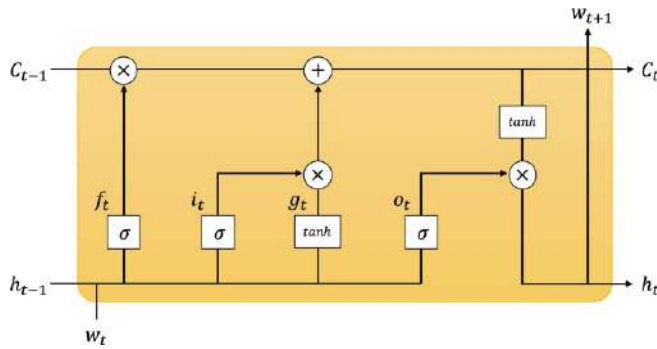 w_{t+1}
C_{t-1} × + C_t
tanh
× ×
f_t i_t g_t o_t
σ σ tanh σ
h_{t-1} h_t
w_t